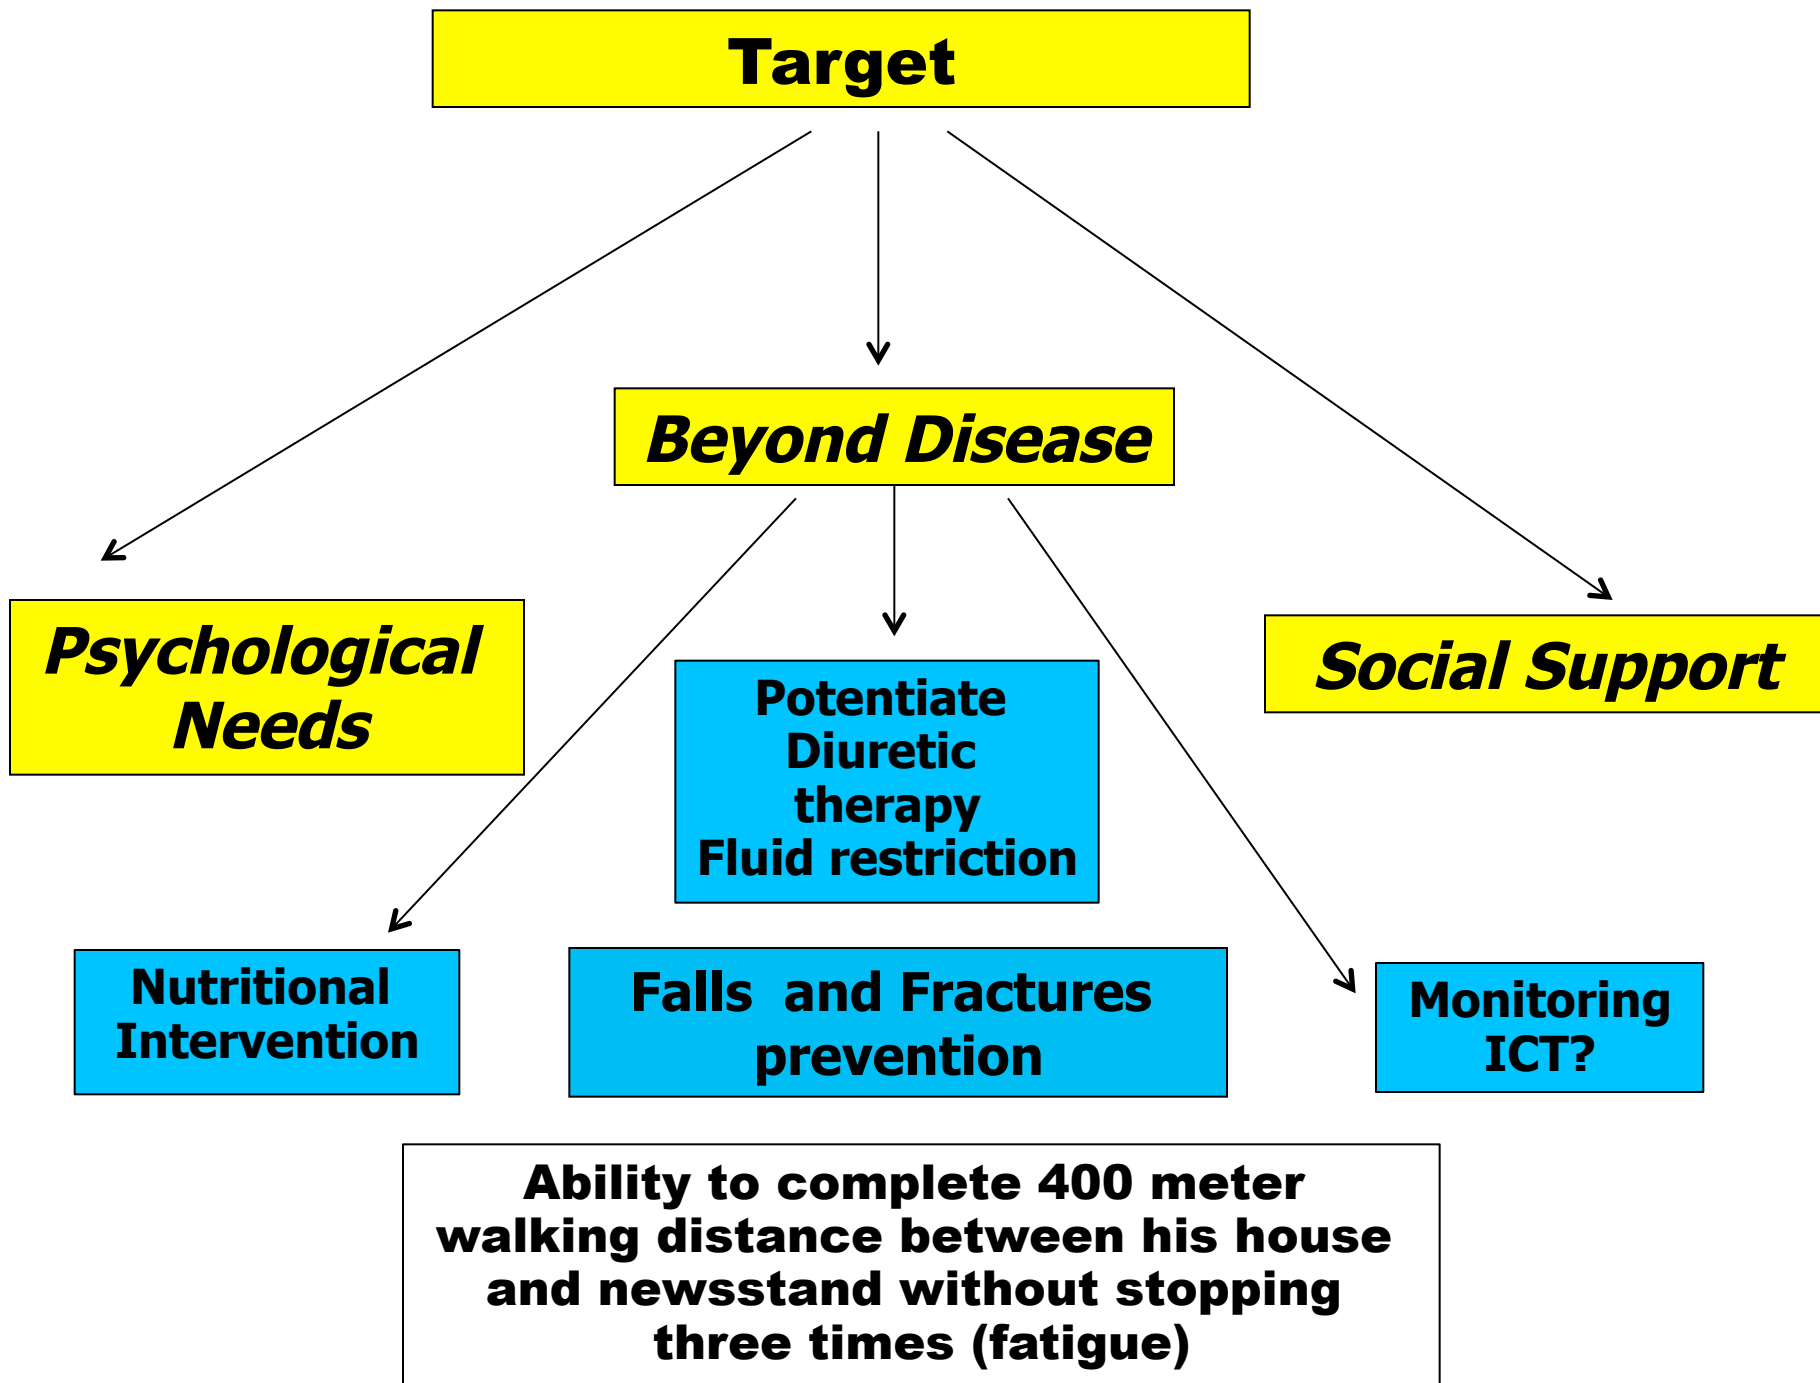 Target
Beyond Disease
Psychological
Needs
Social Support
Potentiate
Diuretic
therapy
Fluid restriction
Nutritional
Intervention
Falls and Fractures
prevention
Monitoring
ICT?
Ability to complete 400 meter
walking distance between his house
and newsstand without stopping
three times (fatigue)